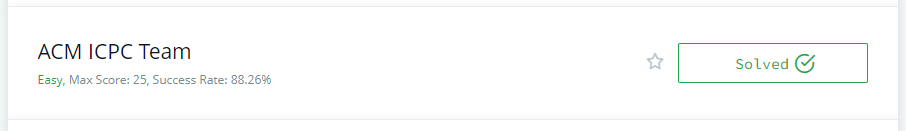 ACM ICPC Team
Easy, Max Score: 25, Success Rate: 88.26%
Solved